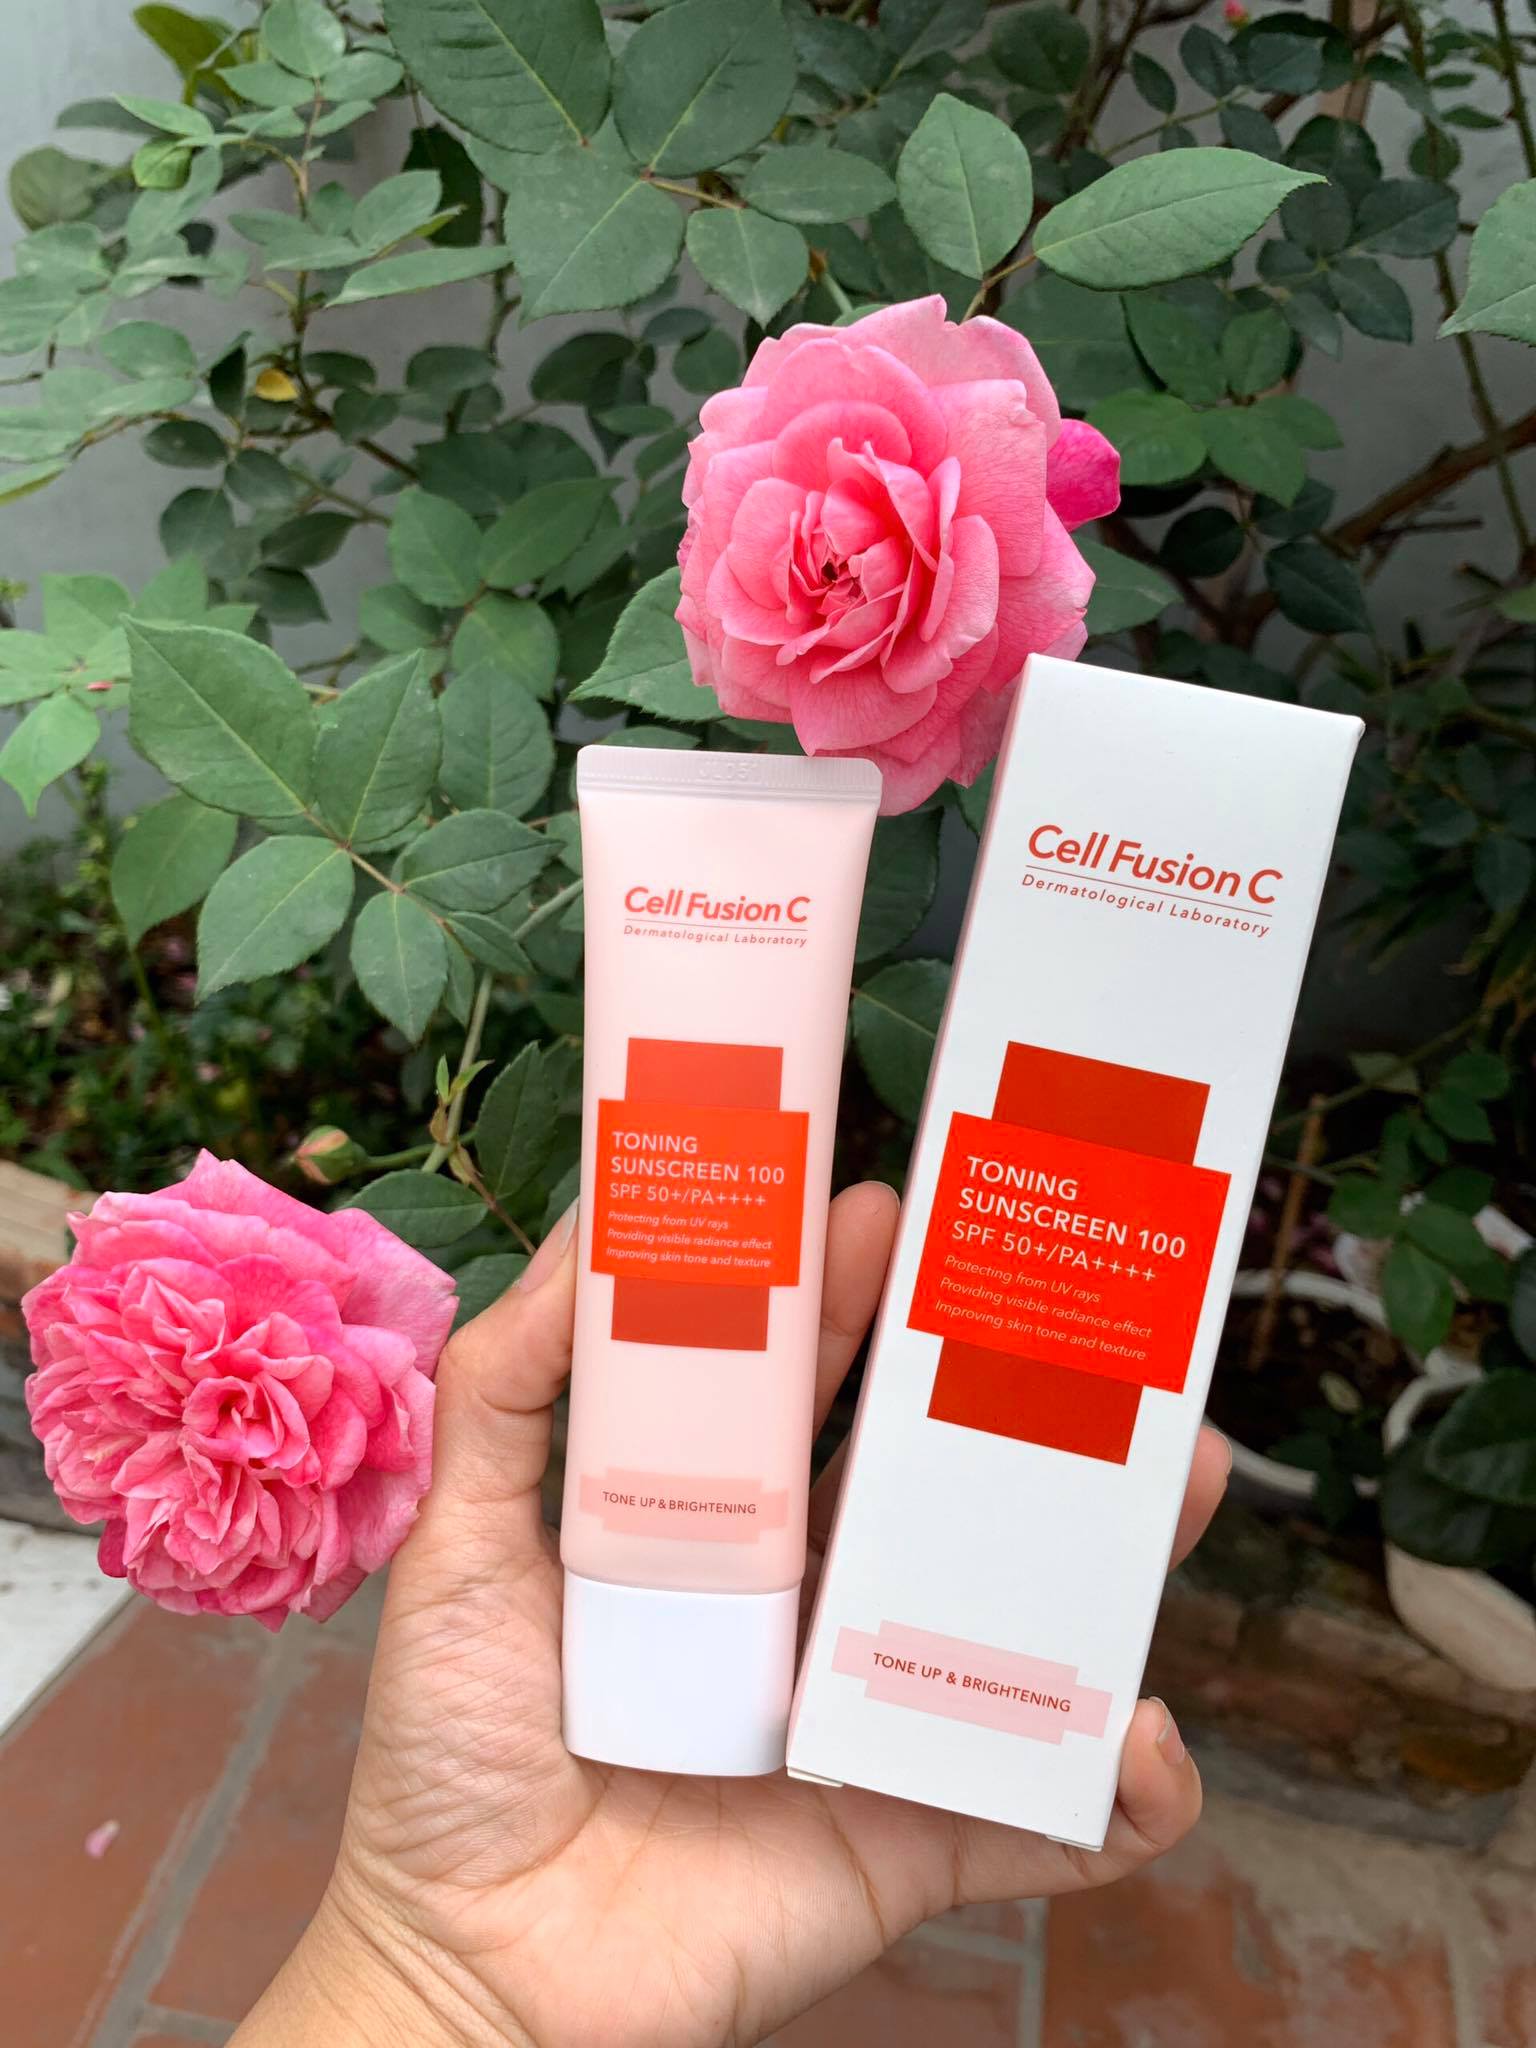 Cell Fusion C
Dermatological Laboratory
TONING
SUNSCREEN 100
SPF 50+/PA++++
Protecting from UV rays
Providing visible radiance effect
Improving skin tone and texture
TONE UP & BRIGHTENING
Cell Fusion C
Dermatological Laboratory
TONING
SUNSCREEN 100
SPF 50+/PA++++
Protecting from UV rays
Providing visible radiance effect
Improving skin tone and texture
TONE UP & BRIGHTENING